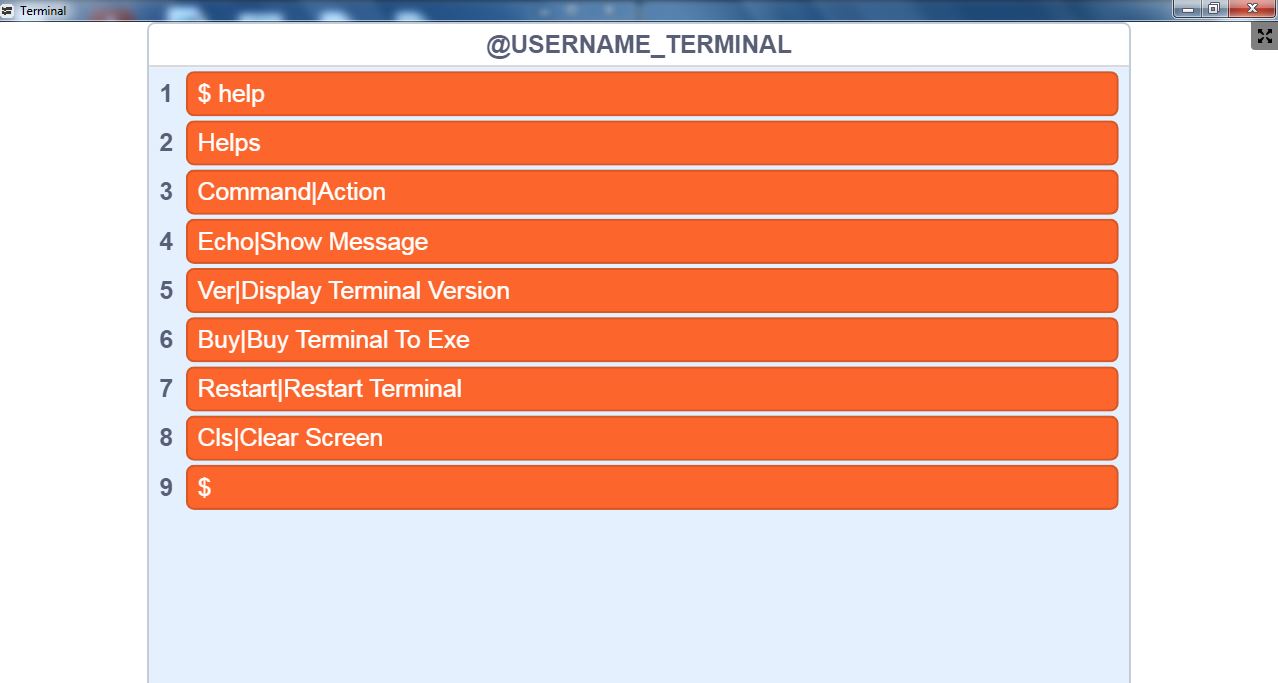 Terminal
@USERNAME_TERMINAL
1 $ help
2 Helps
3 Command|Action
4 Echo|Show Message
5 Ver|Display Terminal Version
6 Buy|Buy Terminal To Exe
7 Restart|Restart Terminal
8 Cls|Clear Screen
9 $